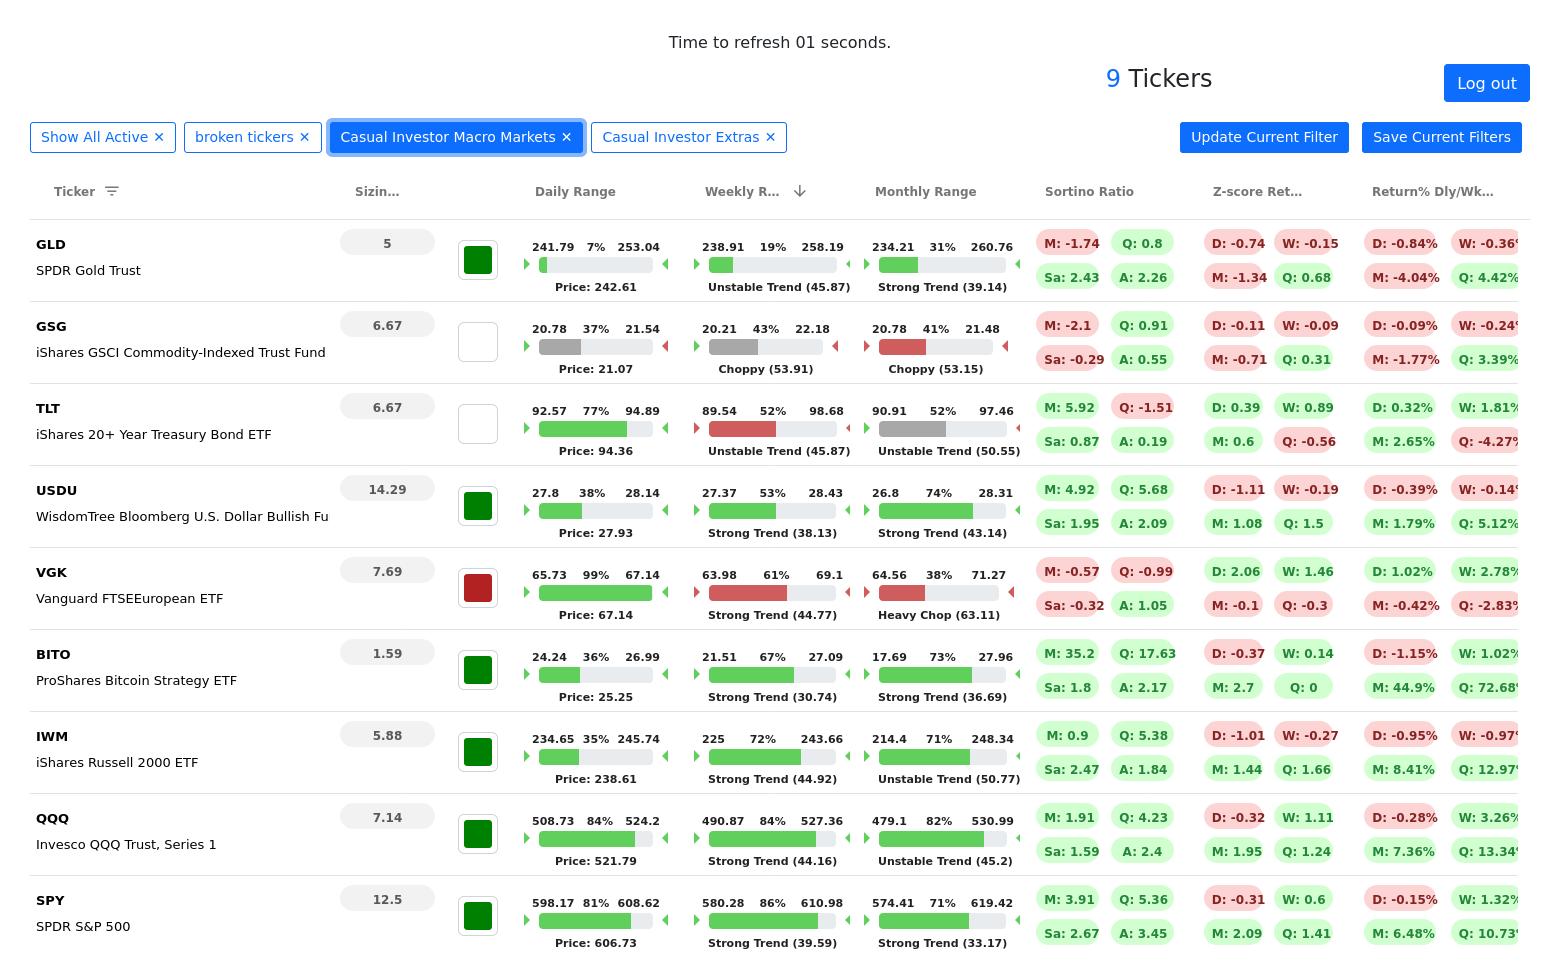 Time to refresh 01 seconds.
9 Tickers
Log out
Show All Active ✕ broken tickers ✕ Casual Investor Macro Markets ✕ Casual Investor Extras ✕ Update Current Filter Save Current Filters
Ticker Sizin... Daily Range Weekly R... Monthly Range Sortino Ratio Z-score Ret... Return% Dly/Wk...
GLD 5 241.79 7% 253.04 238.91 19% 258.19 234.21 31% 260.76 M: -1.74 Q: 0.8 D: -0.74 W: -0.15 D: -0.84% W: -0.36%
SPDR Gold Trust Price: 242.61 Unstable Trend (45.87) Strong Trend (39.14) Sa: 2.43 A: 2.26 M: -1.34 Q: 0.68 M: -4.04% Q: 4.42%
GSG 6.67 20.78 37% 21.54 20.21 43% 22.18 20.78 41% 21.48 M: -2.1 Q: 0.91 D: -0.11 W: -0.09 D: -0.09% W: -0.24%
iShares GSCI Commodity-Indexed Trust Fund Price: 21.07 Choppy (53.91) Choppy (53.15) Sa: -0.29 A: 0.55 M: -0.71 Q: 0.31 M: -1.77% Q: 3.39%
TLT 6.67 92.57 77% 94.89 89.54 52% 98.68 90.91 52% 97.46 M: 5.92 Q: -1.51 D: 0.39 W: 0.89 D: 0.32% W: 1.81%
iShares 20+ Year Treasury Bond ETF Price: 94.36 Unstable Trend (45.87) Unstable Trend (50.55) Sa: 0.87 A: 0.19 M: 0.6 Q: -0.56 M: 2.65% Q: -4.27%
USDU 14.29 27.8 38% 28.14 27.37 53% 28.43 26.8 74% 28.31 M: 4.92 Q: 5.68 D: -1.11 W: -0.19 D: -0.39% W: -0.14%
WisdomTree Bloomberg U.S. Dollar Bullish Fu Price: 27.93 Strong Trend (38.13) Strong Trend (43.14) Sa: 1.95 A: 2.09 M: 1.08 Q: 1.5 M: 1.79% Q: 5.12%
VGK 7.69 65.73 99% 67.14 63.98 61% 69.1 64.56 38% 71.27 M: -0.57 Q: -0.99 D: 2.06 W: 1.46 D: 1.02% W: 2.78%
Vanguard FTSEEuropean ETF Price: 67.14 Strong Trend (44.77) Heavy Chop (63.11) Sa: -0.32 A: 1.05 M: -0.1 Q: -0.3 M: -0.42% Q: -2.83%
BITO 1.59 24.24 36% 26.99 21.51 67% 27.09 17.69 73% 27.96 M: 35.2 Q: 17.63 D: -0.37 W: 0.14 D: -1.15% W: 1.02%
ProShares Bitcoin Strategy ETF Price: 25.25 Strong Trend (30.74) Strong Trend (36.69) Sa: 1.8 A: 2.17 M: 2.7 Q: 0 M: 44.9% Q: 72.68%
IWM 5.88 234.65 35% 245.74 225 72% 243.66 214.4 71% 248.34 M: 0.9 Q: 5.38 D: -1.01 W: -0.27 D: -0.95% W: -0.97%
iShares Russell 2000 ETF Price: 238.61 Strong Trend (44.92) Unstable Trend (50.77) Sa: 2.47 A: 1.84 M: 1.44 Q: 1.66 M: 8.41% Q: 12.97%
QQQ 7.14 508.73 84% 524.2 490.87 84% 527.36 479.1 82% 530.99 M: 1.91 Q: 4.23 D: -0.32 W: 1.11 D: -0.28% W: 3.26%
Invesco QQQ Trust, Series 1 Price: 521.79 Strong Trend (44.16) Unstable Trend (45.2) Sa: 1.59 A: 2.4 M: 1.95 Q: 1.24 M: 7.36% Q: 13.34%
SPY 12.5 598.17 81% 608.62 580.28 86% 610.98 574.41 71% 619.42 M: 3.91 Q: 5.36 D: -0.31 W: 0.6 D: -0.15% W: 1.32%
SPDR S&P 500 Price: 606.73 Strong Trend (39.59) Strong Trend (33.17) Sa: 2.67 A: 3.45 M: 2.09 Q: 1.41 M: 6.48% Q: 10.73%